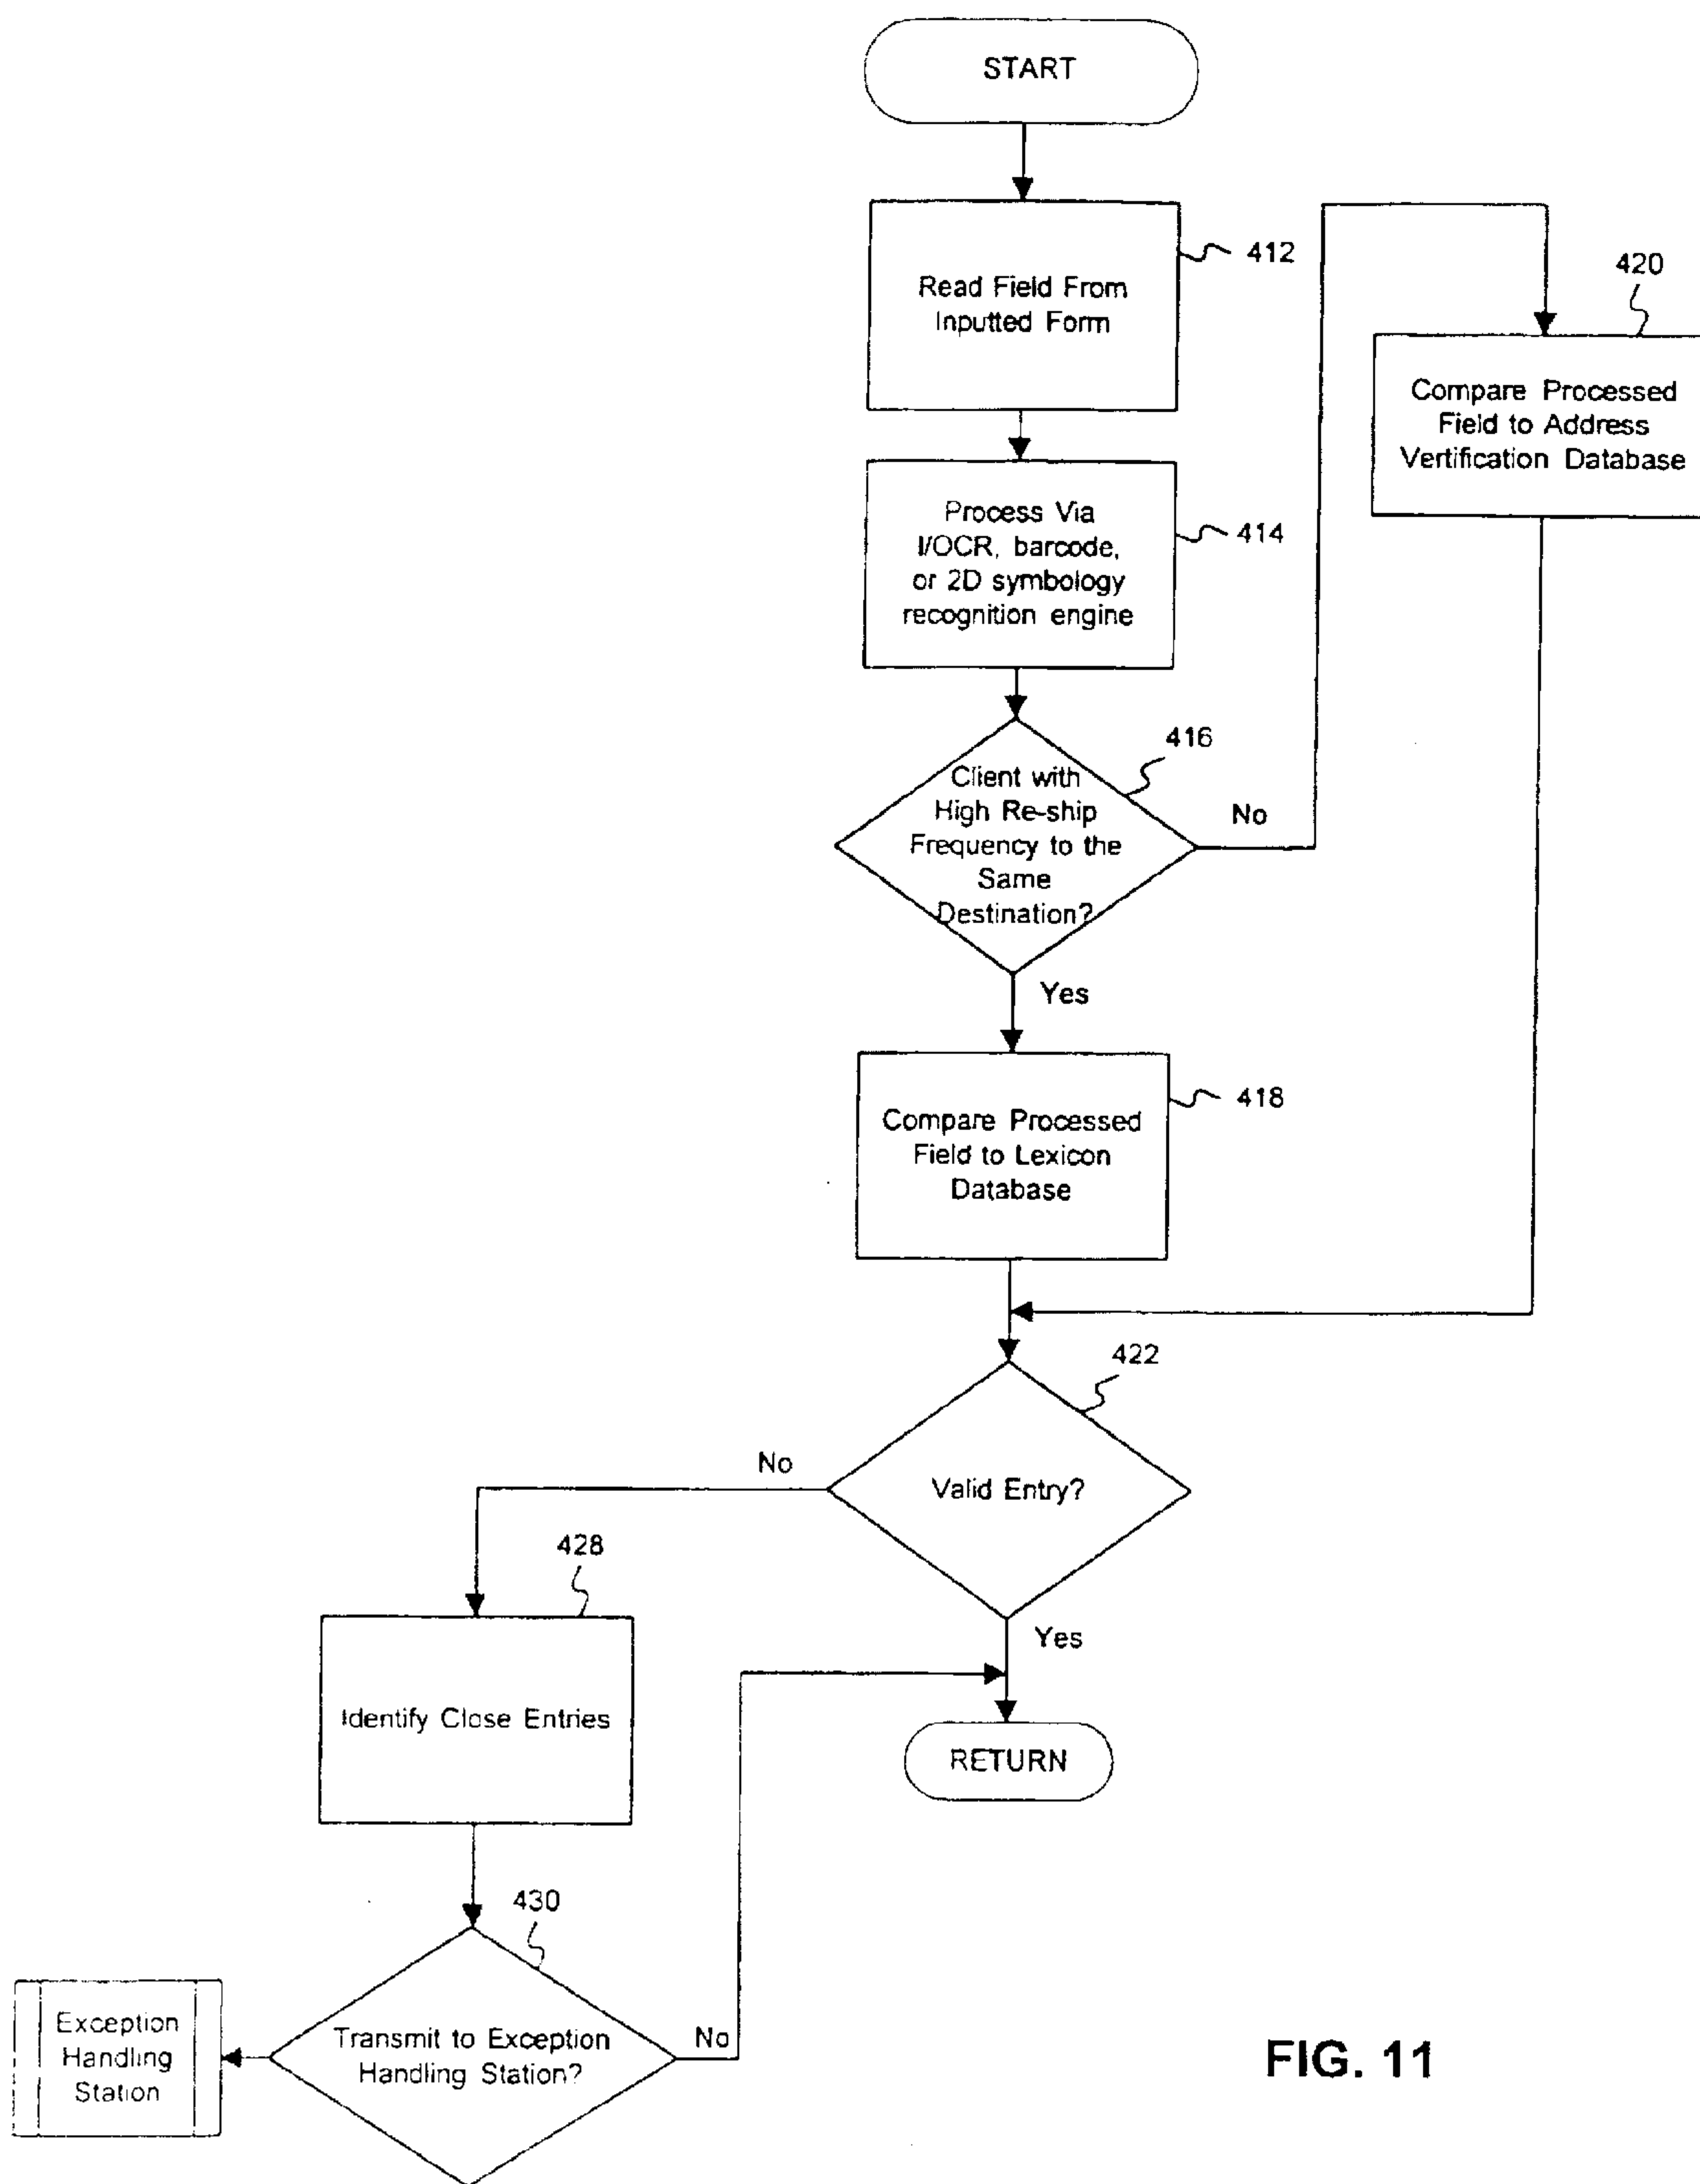 START
Read Field From
Inputted Form
412
Process Via
I/OCR, barcode,
or 2D symbology
recognition engine
414
Client with
High Re-ship
Frequency to the
Same
Destination?
416
No
420
Compare Processed
Field to Address
Vertification Database
Yes
Compare Processed
Field to Lexicon
Database
418
422
Valid Entry?
No
Yes
428
Identify Close Entries
RETURN
430
Transmit to Exception
Handling Station?
No
Exception
Handling
Station
FIG. 11